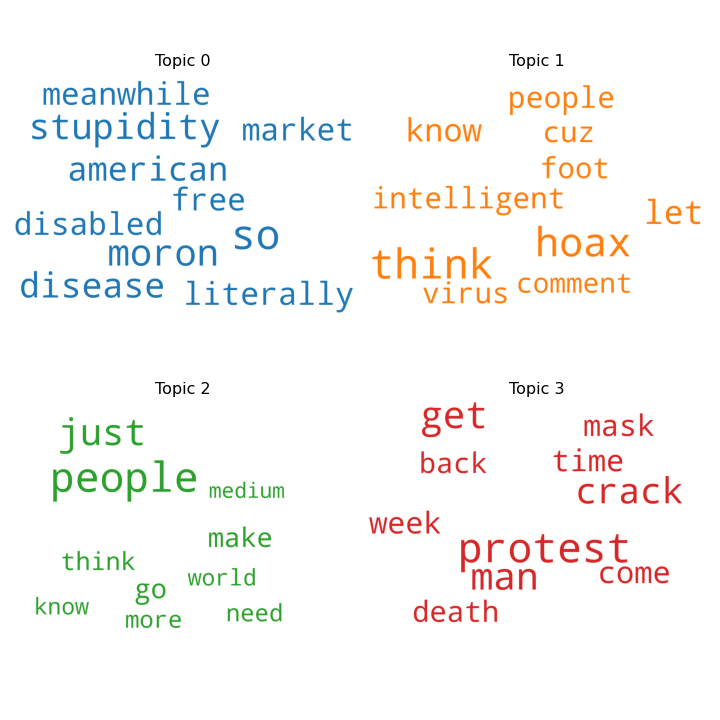 Topic 0
meanwhile
stupidity market
american
free
disabled so
moron
disease literally
Topic 1
people
know cuz
foot
intelligent let
hoax
think
virus comment
Topic 2
just
people medium
make
think world
go
know more need
Topic 3
get mask
back time
crack
week
protest
man come
death